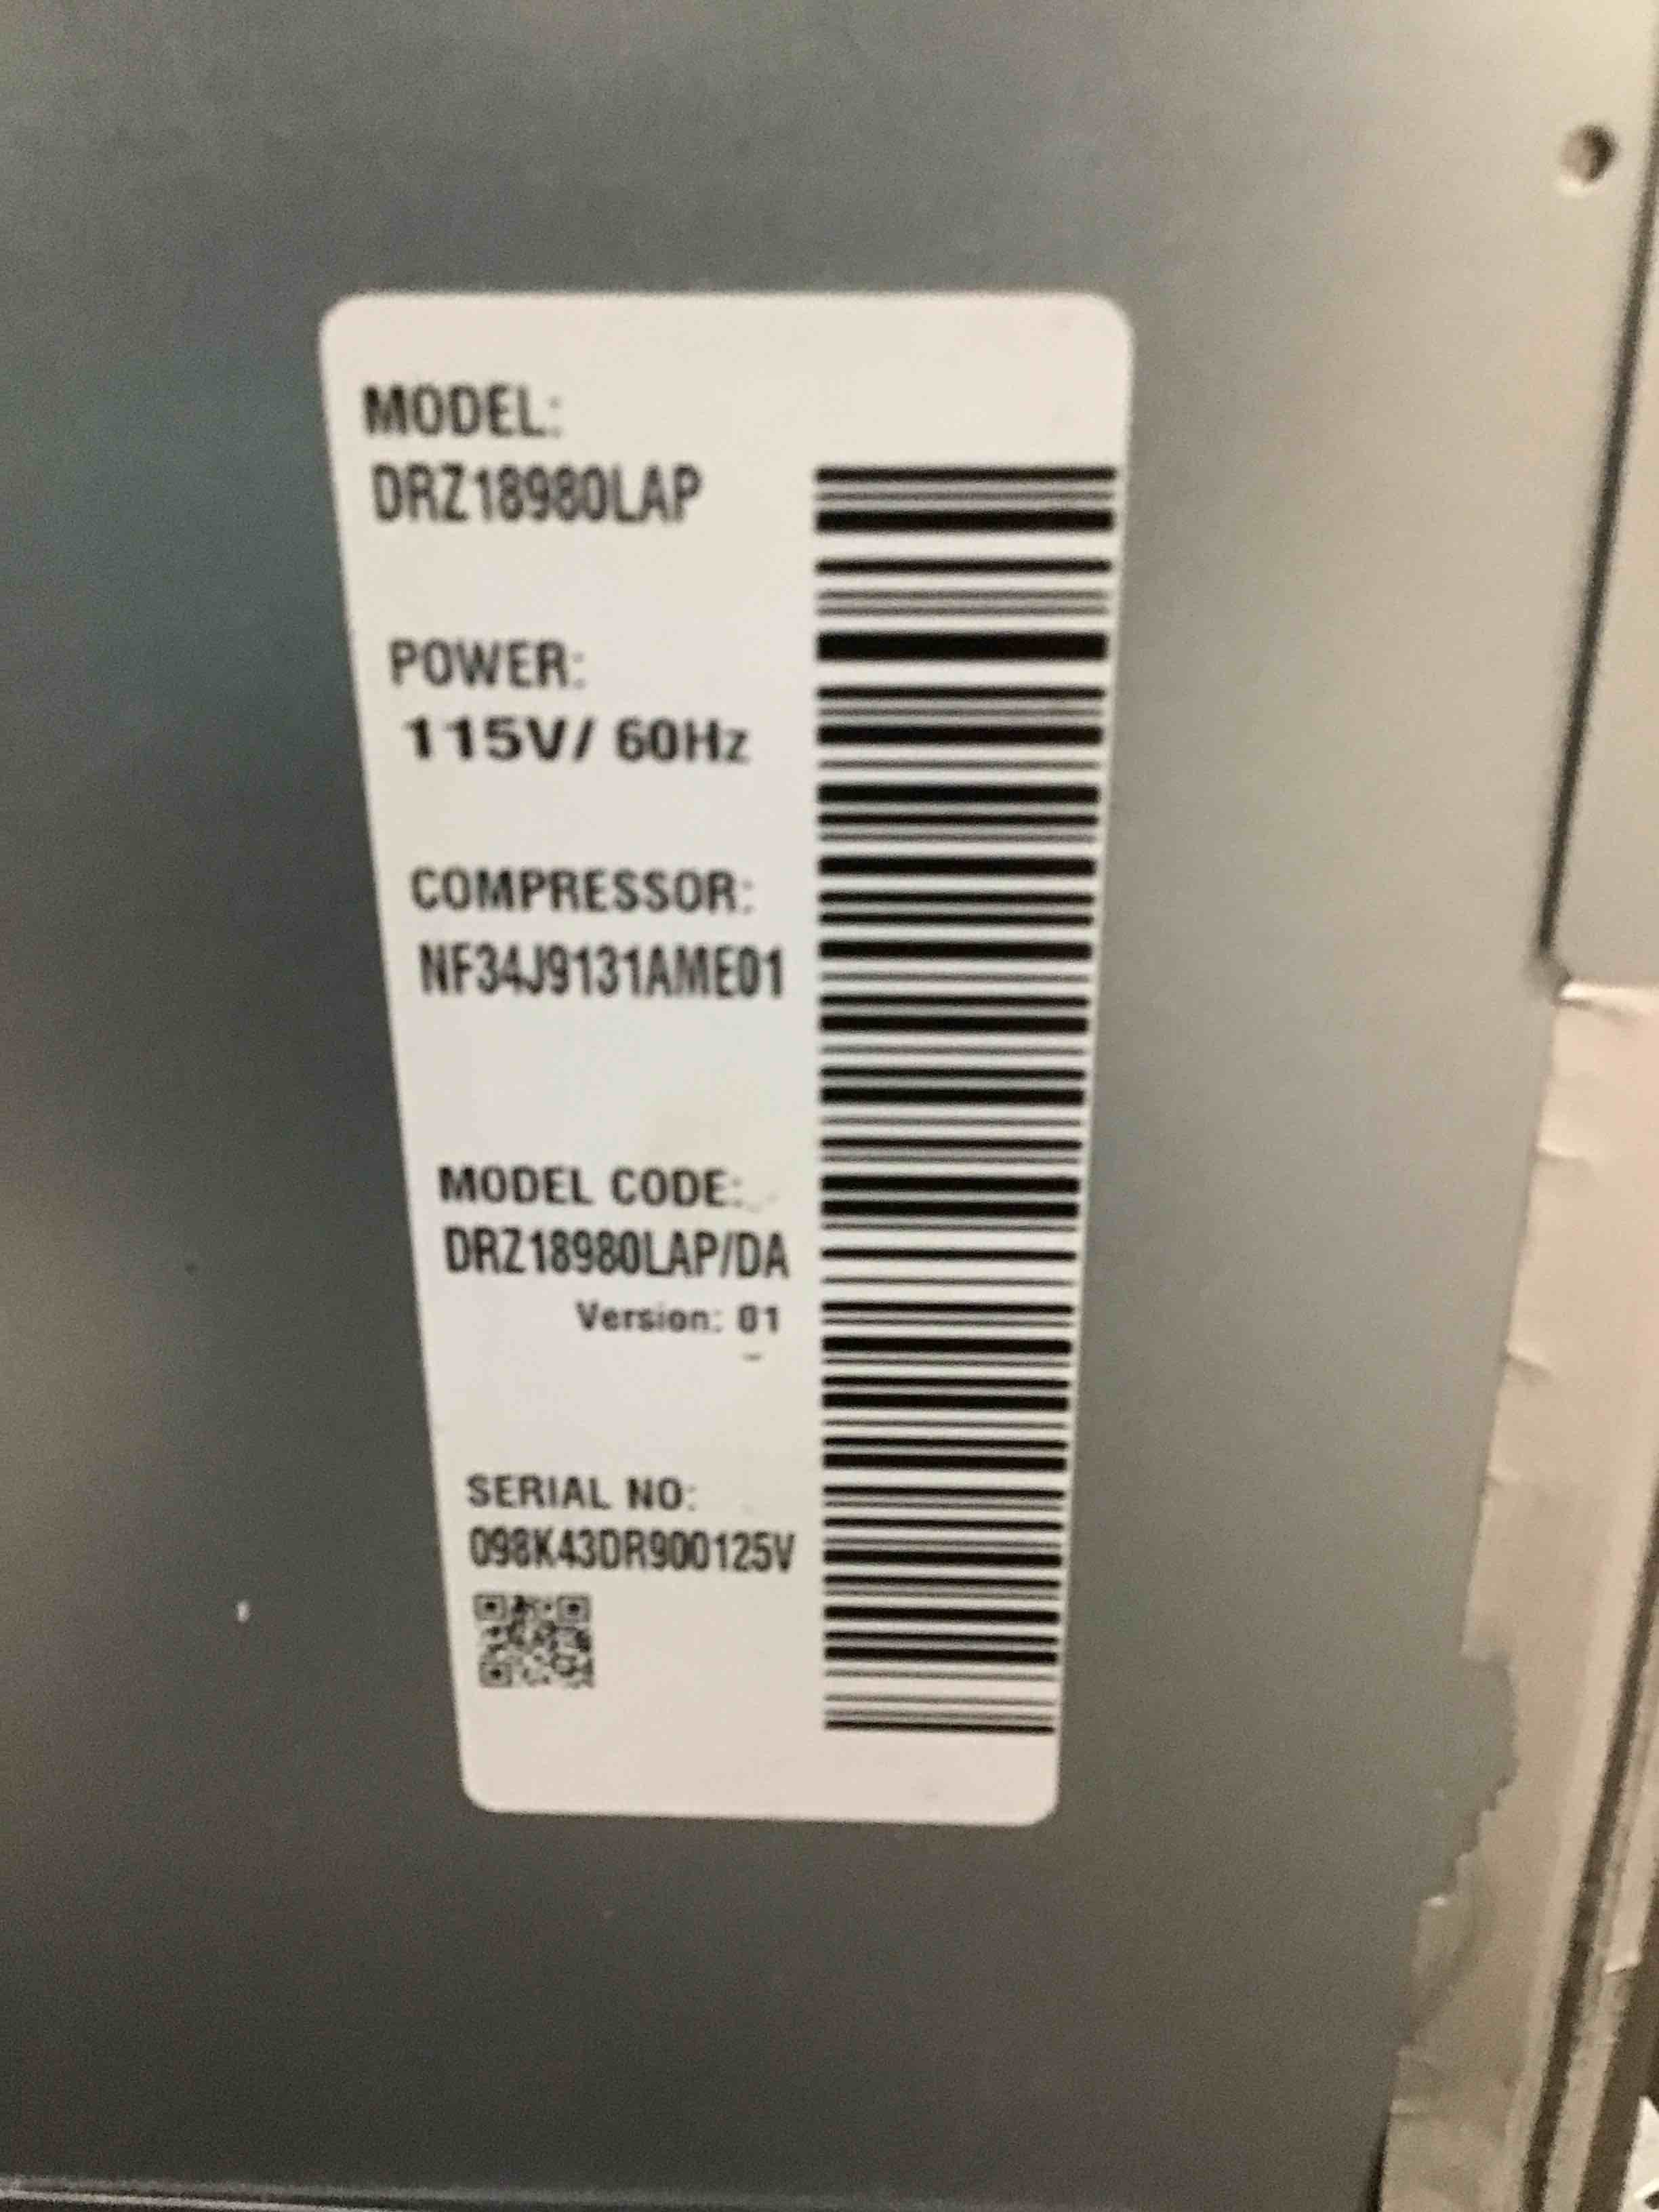 MODEL:
DRZ18980LAP
POWER:
115V/ 60Hz
COMPRESSOR:
NF34J9131AME01
MODEL CODE:
DRZ18980LAP/DA
Version: 01
SERIAL NO:
098K43DR900125V